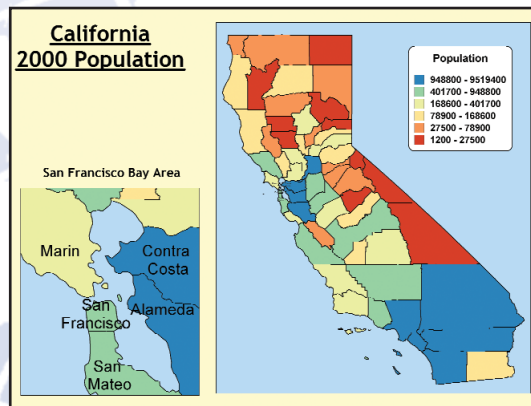 California
2000 Population
Population
948800 - 9519400
401700 - 948800
168600 - 401700
78900 - 168600
27500 - 78900
1200 - 27500
San Francisco Bay Area
Marin
Contra
Costa
San
Francisco
Alameda
San
Mateo